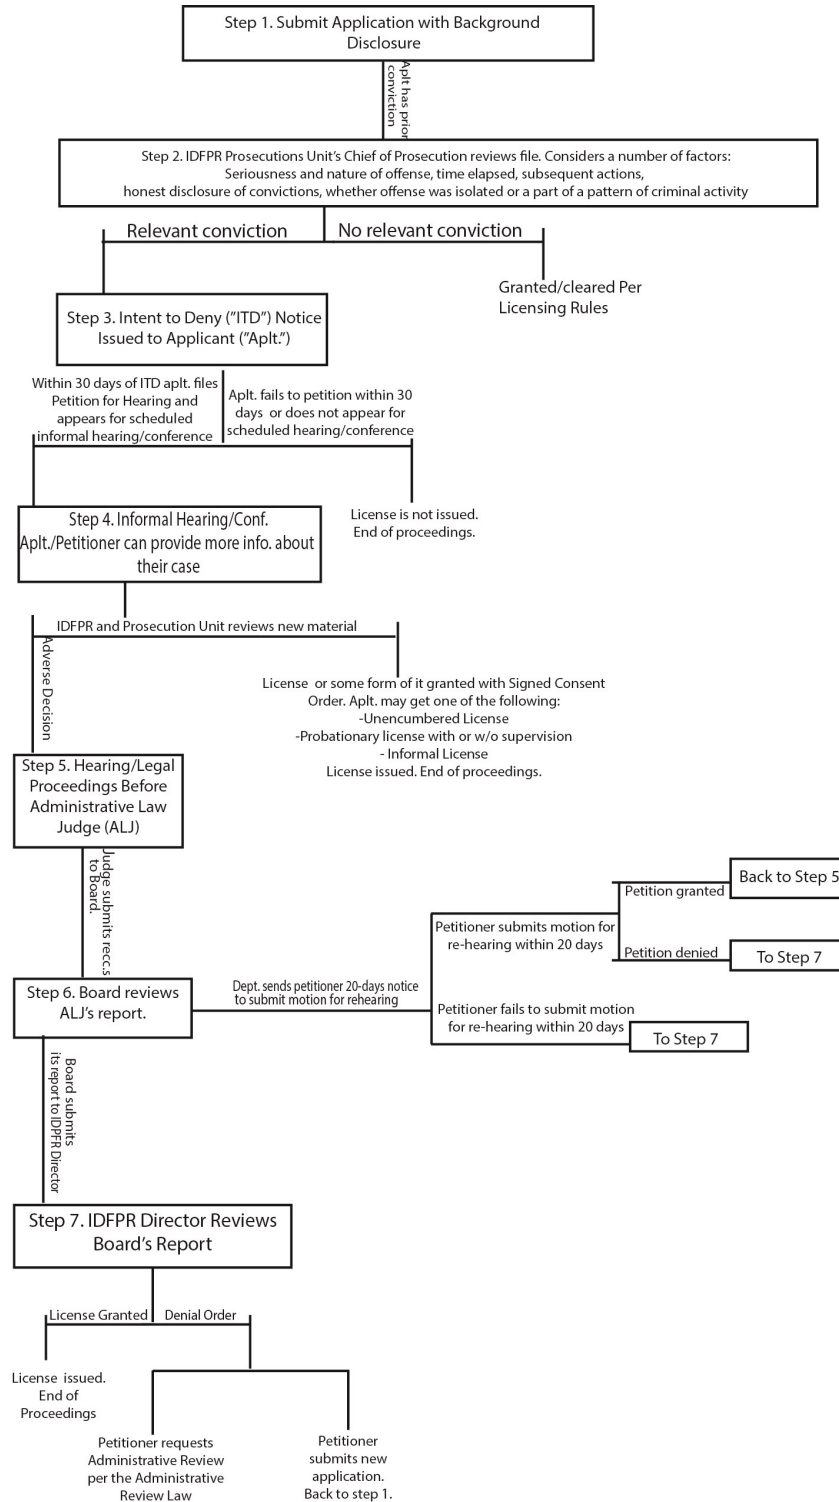 Step 1. Submit Application with Background
Disclosure
Aplt has prior
conviction
Step 2. IDFPR Prosecutions Unit's Chief of Prosecution reviews file. Considers a number of factors:
Seriousness and nature of offense, time elapsed, subsequent actions,
honest disclosure of convictions, whether offense was isolated or a part of a pattern of criminal activity
Relevant conviction
No relevant conviction
Granted/cleared Per
Licensing Rules
Step 3. Intent to Deny ("ITD") Notice
Issued to Applicant ("Aplt.")
Within 30 days of ITD aplt. files
Petition for Hearing and
appears for scheduled
informal hearing/conference
Aplt. fails to petition within 30
days or does not appear for
scheduled hearing/conference
License is not issued.
End of proceedings.
Step 4. Informal Hearing/Conf.
Aplt./Petitioner can provide more info. about
their case
IDFPR and Prosecution Unit reviews new material
Adverse Decision
License or some form of it granted with Signed Consent
Order. Aplt. may get one of the following:
-Unencumbered License
-Probationary license with or w/o supervision
- Informal License
License issued. End of proceedings.
Step 5. Hearing/Legal
Proceedings Before
Administrative Law
Judge (ALJ)
Judge submits recc.s
to Board.
Step 6. Board reviews
ALJ's report.
Dept. sends petitioner 20-days notice
to submit motion for rehearing
Petitioner submits motion for
re-hearing within 20 days
Petition granted
Back to Step 5
Petition denied
To Step 7
Petitioner fails to submit motion
for re-hearing within 20 days
To Step 7
Board submits
its report to IDPFR Director
Step 7. IDFPR Director Reviews
Board's Report
License Granted
Denial Order
License issued.
End of
Proceedings
Petitioner requests
Administrative Review
per the Administrative
Review Law
Petitioner
submits new
application.
Back to step 1.